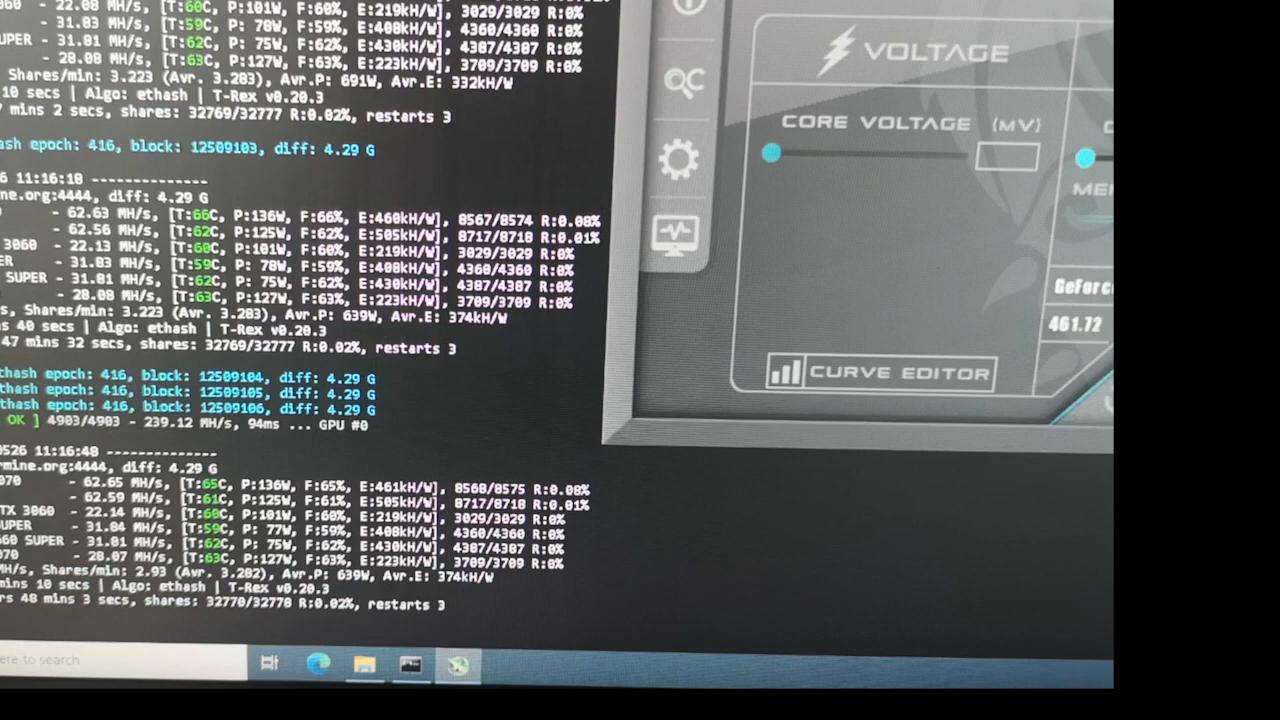 060 - 22.08 MH/s, [T:60C, P:101W, F:60%, E:219kH/W], 3029/3029 R:0%
- 31.83 MH/s, [T:59C, P: 78W, F:59%, E:408kH/W], 4360/4360 R:0%
UPER - 31.81 MH/s, [T:62C, P: 75W, F:62%, E:430kH/W], 4387/4387 R:0%
- 28.08 MH/s, [T:63C, P:127W, F:63%, E:223kH/W], 3709/3709 R:0%
Shares/min: 3.223 (Avr. 3.283), Avr.P: 691W, Avr.E: 332kH/W
10 secs | Algo: ethash | T-Rex v0.20.3
7 mins 2 secs, shares: 32769/32777 R:0.02%, restarts 3
ash epoch: 416, block: 12509103, diff: 4.29 G
6 11:16:18 --------------
ne.org:4444, diff: 4.29 G
- 62.63 MH/s, [T:66C, P:136W, F:66%, E:460kH/W], 8567/8574 R:0.08%
- 62.56 MH/s, [T:62C, P:125W, F:62%, E:505kH/W], 8717/8718 R:0.01%
3060 - 22.13 MH/s, [T:60C, P:101W, F:60%, E:219kH/W], 3029/3029 R:0%
ER - 31.83 MH/s, [T:59C, P: 78W, F:59%, E:408kH/W], 4360/4360 R:0%
SUPER - 31.81 MH/s, [T:62C, P: 75W, F:62%, E:430kH/W], 4387/4387 R:0%
- 28.08 MH/s, [T:63C, P:127W, F:63%, E:223kH/W], 3709/3709 R:0%
s, Shares/min: 3.223 (Avr. 3.283), Avr.P: 639W, Avr.E: 374kH/W
s 40 secs | Algo: ethash | T-Rex v0.20.3
47 mins 32 secs, shares: 32769/32777 R:0.02%, restarts 3
thash epoch: 416, block: 12509104, diff: 4.29 G
thash epoch: 416, block: 12509105, diff: 4.29 G
thash epoch: 416, block: 12509106, diff: 4.29 G
OK ] 4903/4903 - 239.12 MH/s, 94ms ... GPU #0
0526 11:16:48 --------------
rmine.org:4444, diff: 4.29 G
070 - 62.65 MH/s, [T:65C, P:136W, F:65%, E:461kH/W], 8568/8575 R:0.08%
- 62.59 MH/s, [T:61C, P:125W, F:61%, E:505kH/W], 8717/8718 R:0.01%
TX 3060 - 22.14 MH/s, [T:60C, P:101W, F:60%, E:219kH/W], 3029/3029 R:0%
SUPER - 31.84 MH/s, [T:59C, P: 77W, F:59%, E:408kH/W], 4360/4360 R:0%
60 SUPER - 31.81 MH/s, [T:62C, P: 75W, F:62%, E:430kH/W], 4387/4387 R:0%
070 - 28.07 MH/s, [T:63C, P:127W, F:63%, E:223kH/W], 3709/3709 R:0%
MH/s, Shares/min: 2.93 (Avr. 3.282), Avr.P: 639W, Avr.E: 374kH/W
mins 10 secs | Algo: ethash | T-Rex v0.20.3
rs 48 mins 3 secs, shares: 32770/32778 R:0.02%, restarts 3
ere to search
VOLTAGE
CORE VOLTAGE (MV)
CURVE EDITOR
C
MEM
GeForc
461.72